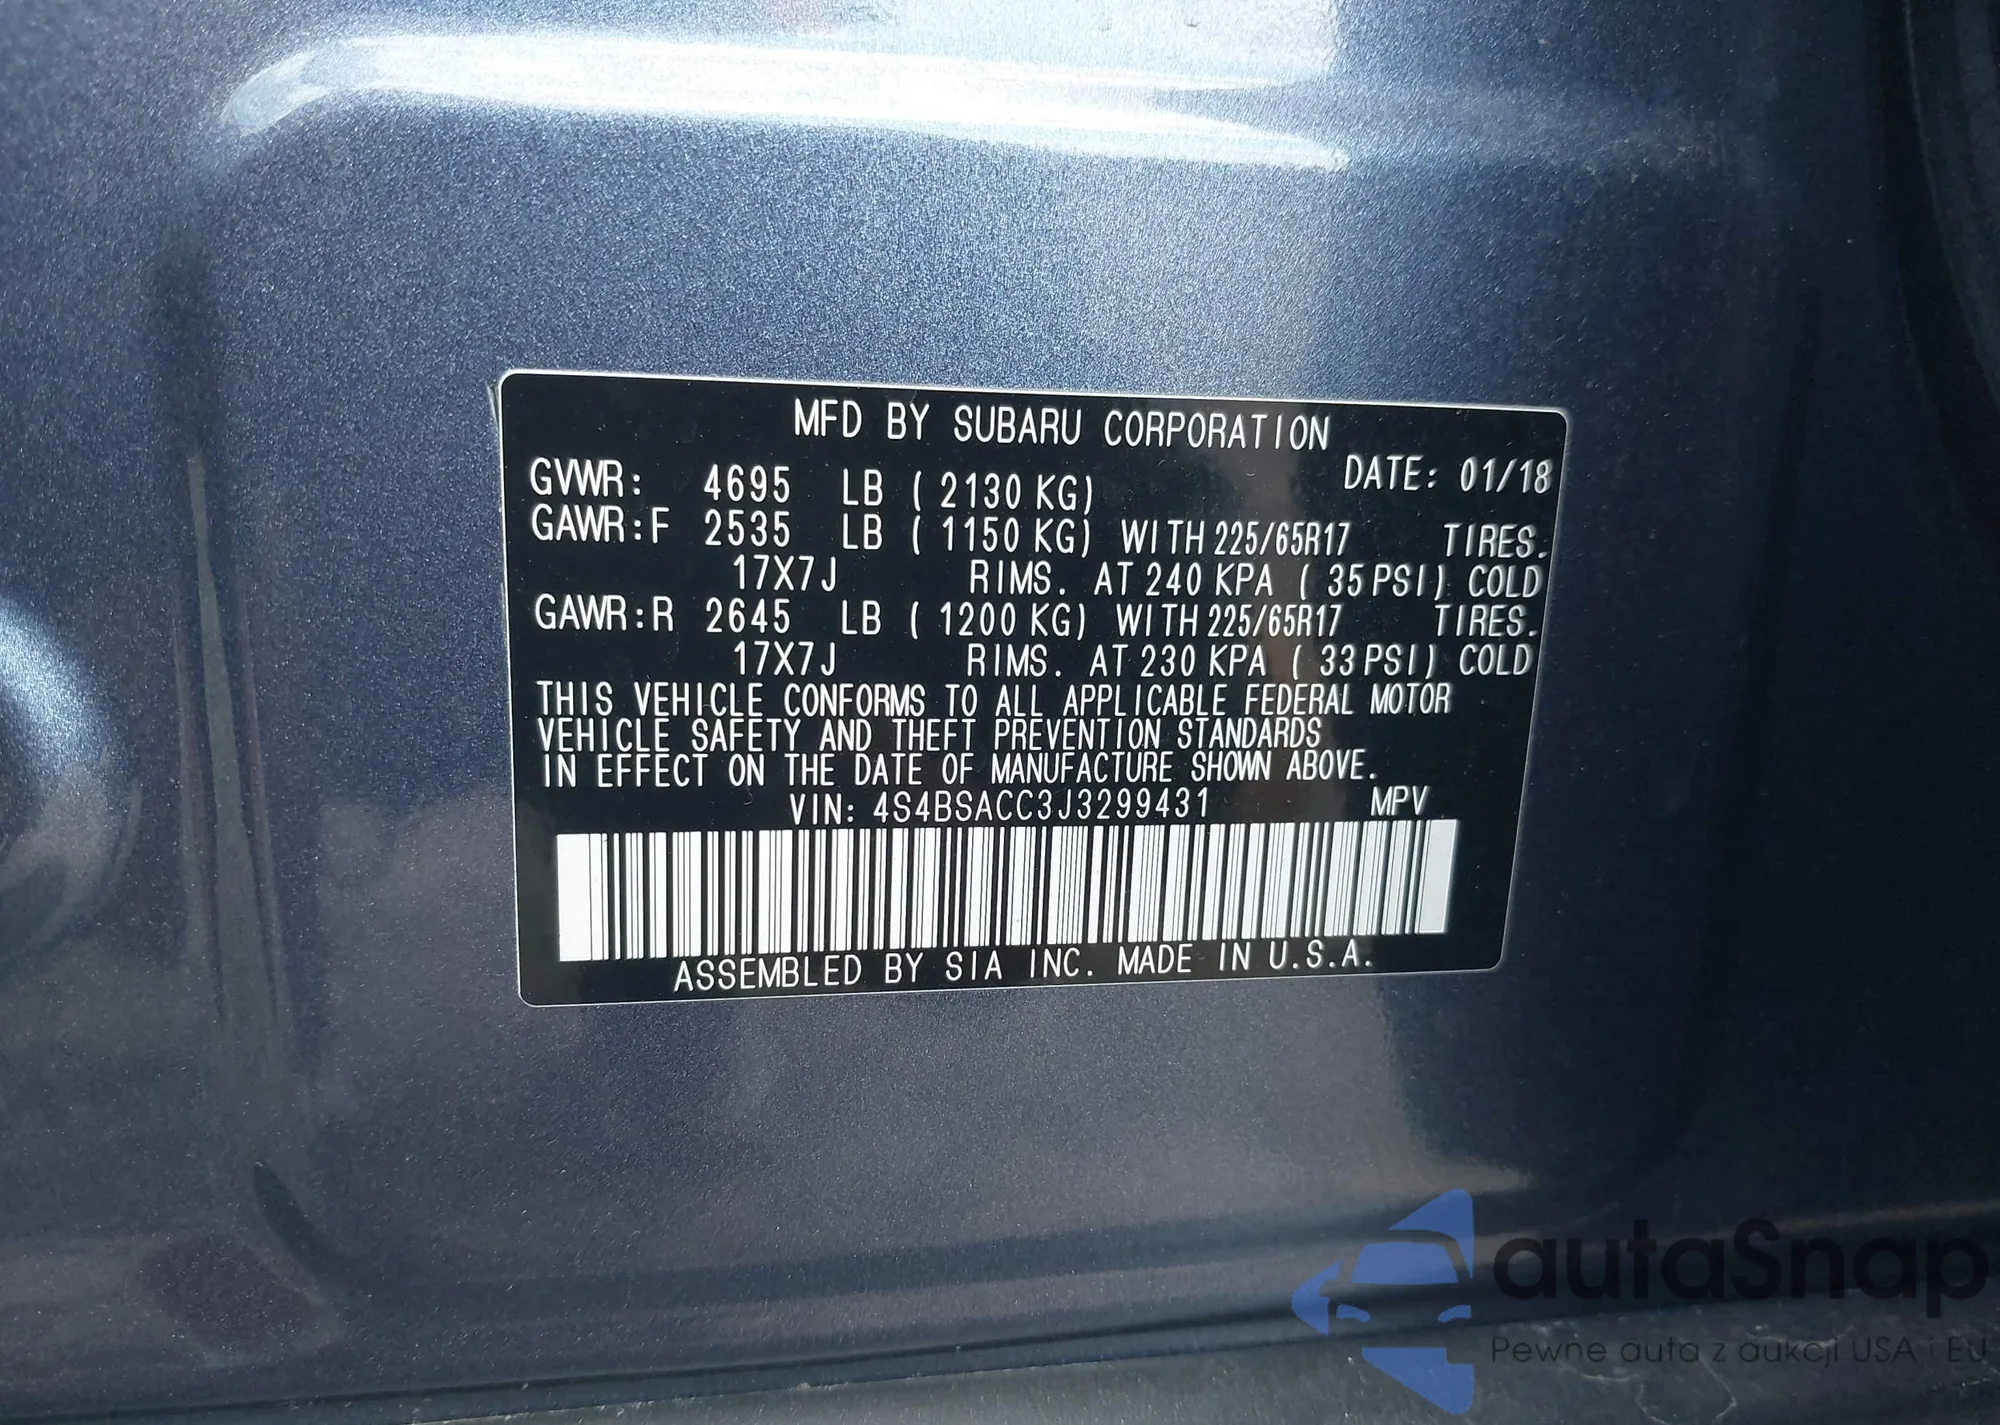 MFD BY SUBARU CORPORATION
GVWR: 4695 LB ( 2130 KG) DATE: 01/18
GAWR:F 2535 LB ( 1150 KG) WITH 225/65R17 TIRES.
17X7J RIMS. AT 240 KPA ( 35 PSI) COLD
GAWR:R 2645 LB ( 1200 KG) WITH 225/65R17 TIRES.
17X7J RIMS. AT 230 KPA ( 33 PSI) COLD
THIS VEHICLE CONFORMS TO ALL APPLICABLE FEDERAL MOTOR
VEHICLE SAFETY AND THEFT PREVENTION STANDARDS
IN EFFECT ON THE DATE OF MANUFACTURE SHOWN ABOVE.
VIN: 4S4BSACC3J3299431 MPV
ASSEMBLED BY SIA INC. MADE IN U.S.A.
autaSnap
Pewne auta z aukcji USA i EU